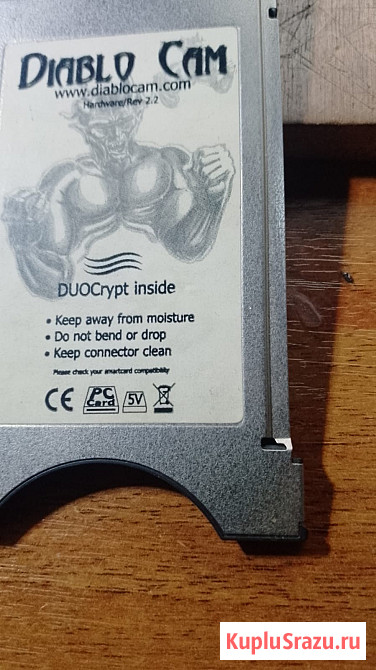 DIABLO CAM
www.diablocam.com
Hardware/Rev 2.2
DUOCrypt inside
• Keep away from moisture
• Do not bend or drop
• Keep connector clean
Please check your smartcard compatibility
CE PC Card 5V
KupluSrazu.ru